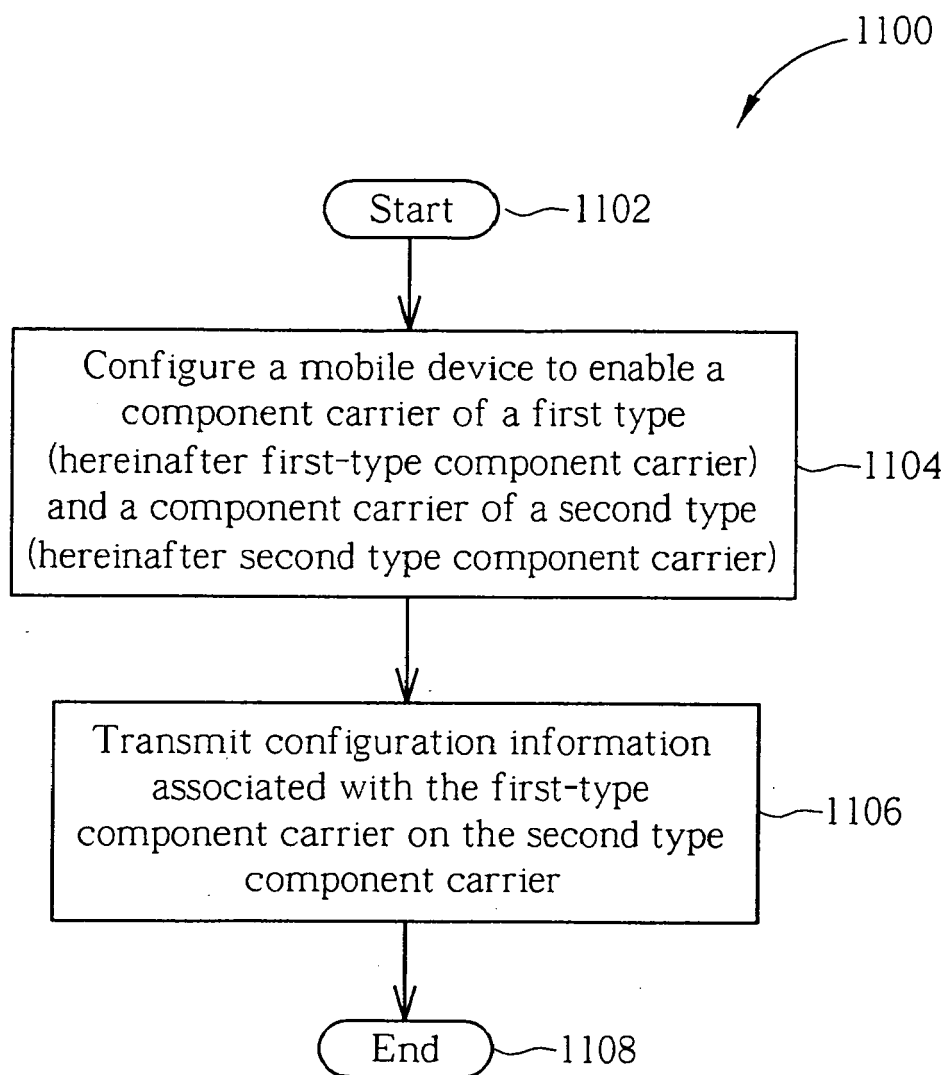 1100
Start
1102
Configure a mobile device to enable a
component carrier of a first type
(hereinafter first-type component carrier)
and a component carrier of a second type
(hereinafter second type component carrier)
1104
Transmit configuration information
associated with the first-type
component carrier on the second type
component carrier
1106
End
1108